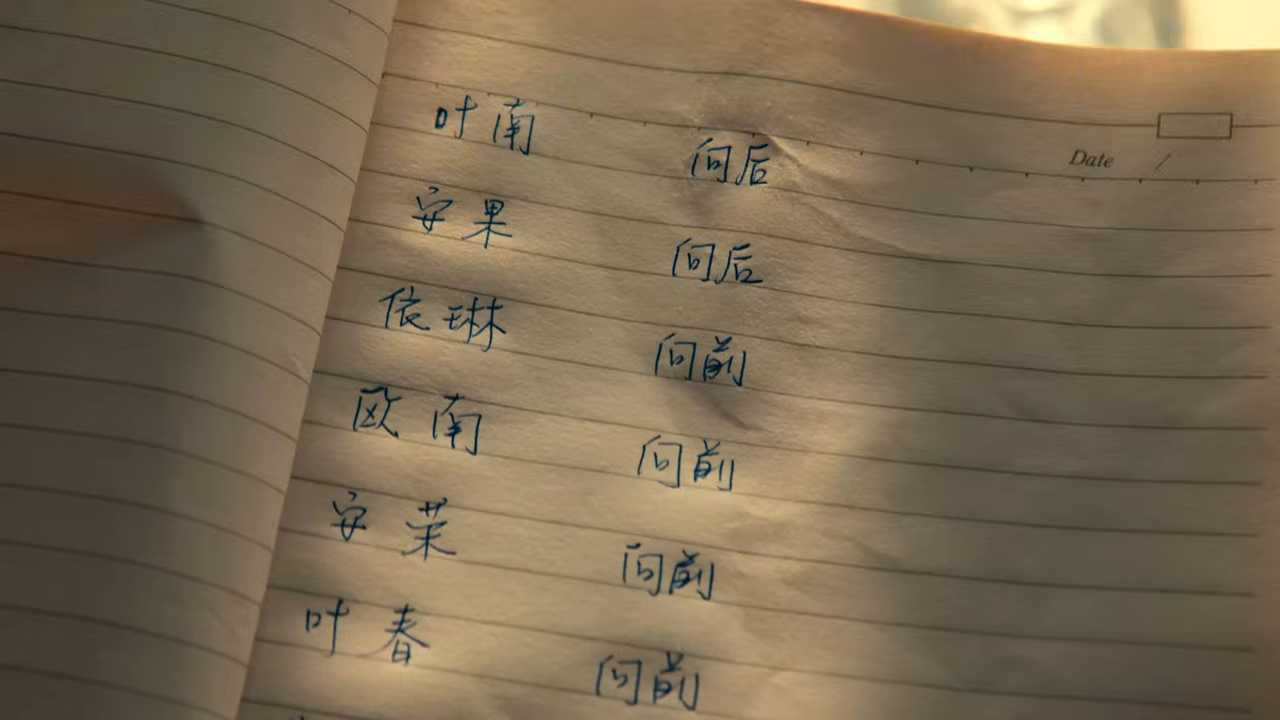 Date /
叶南 向后
安果 向后
依琳 向前
欧南 向前
安茉 向前
叶春 向前